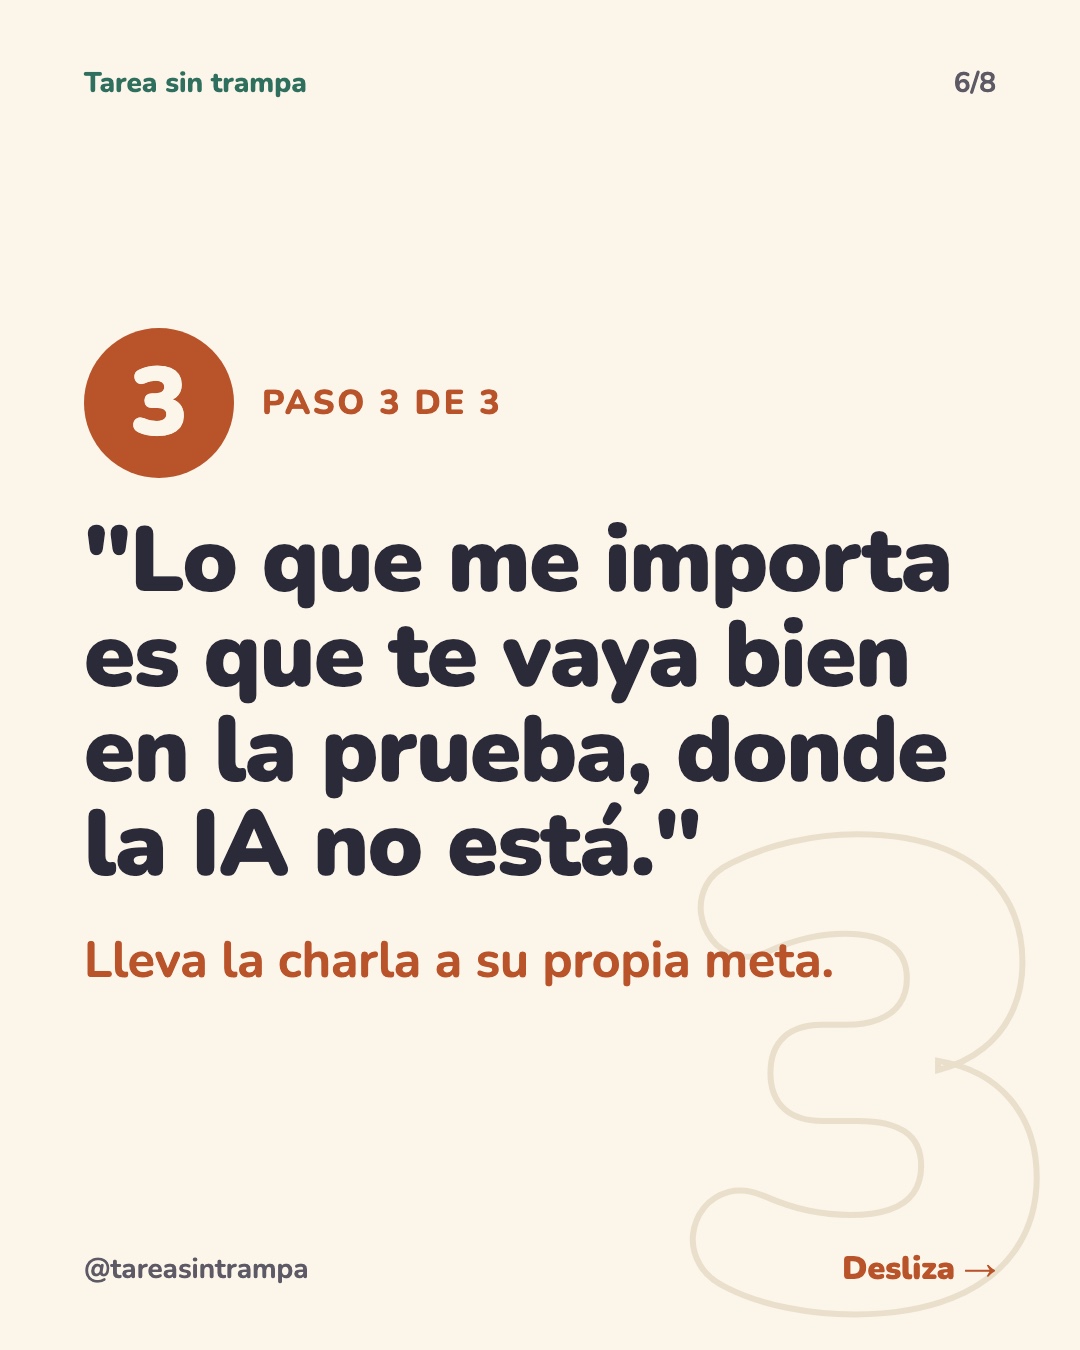 Tarea sin trampa
6/8
3
PASO 3 DE 3
"Lo que me importa
es que te vaya bien
en la prueba, donde
la IA no está."
Lleva la charla a su propia meta.
3
@tareasintrampa
Desliza →